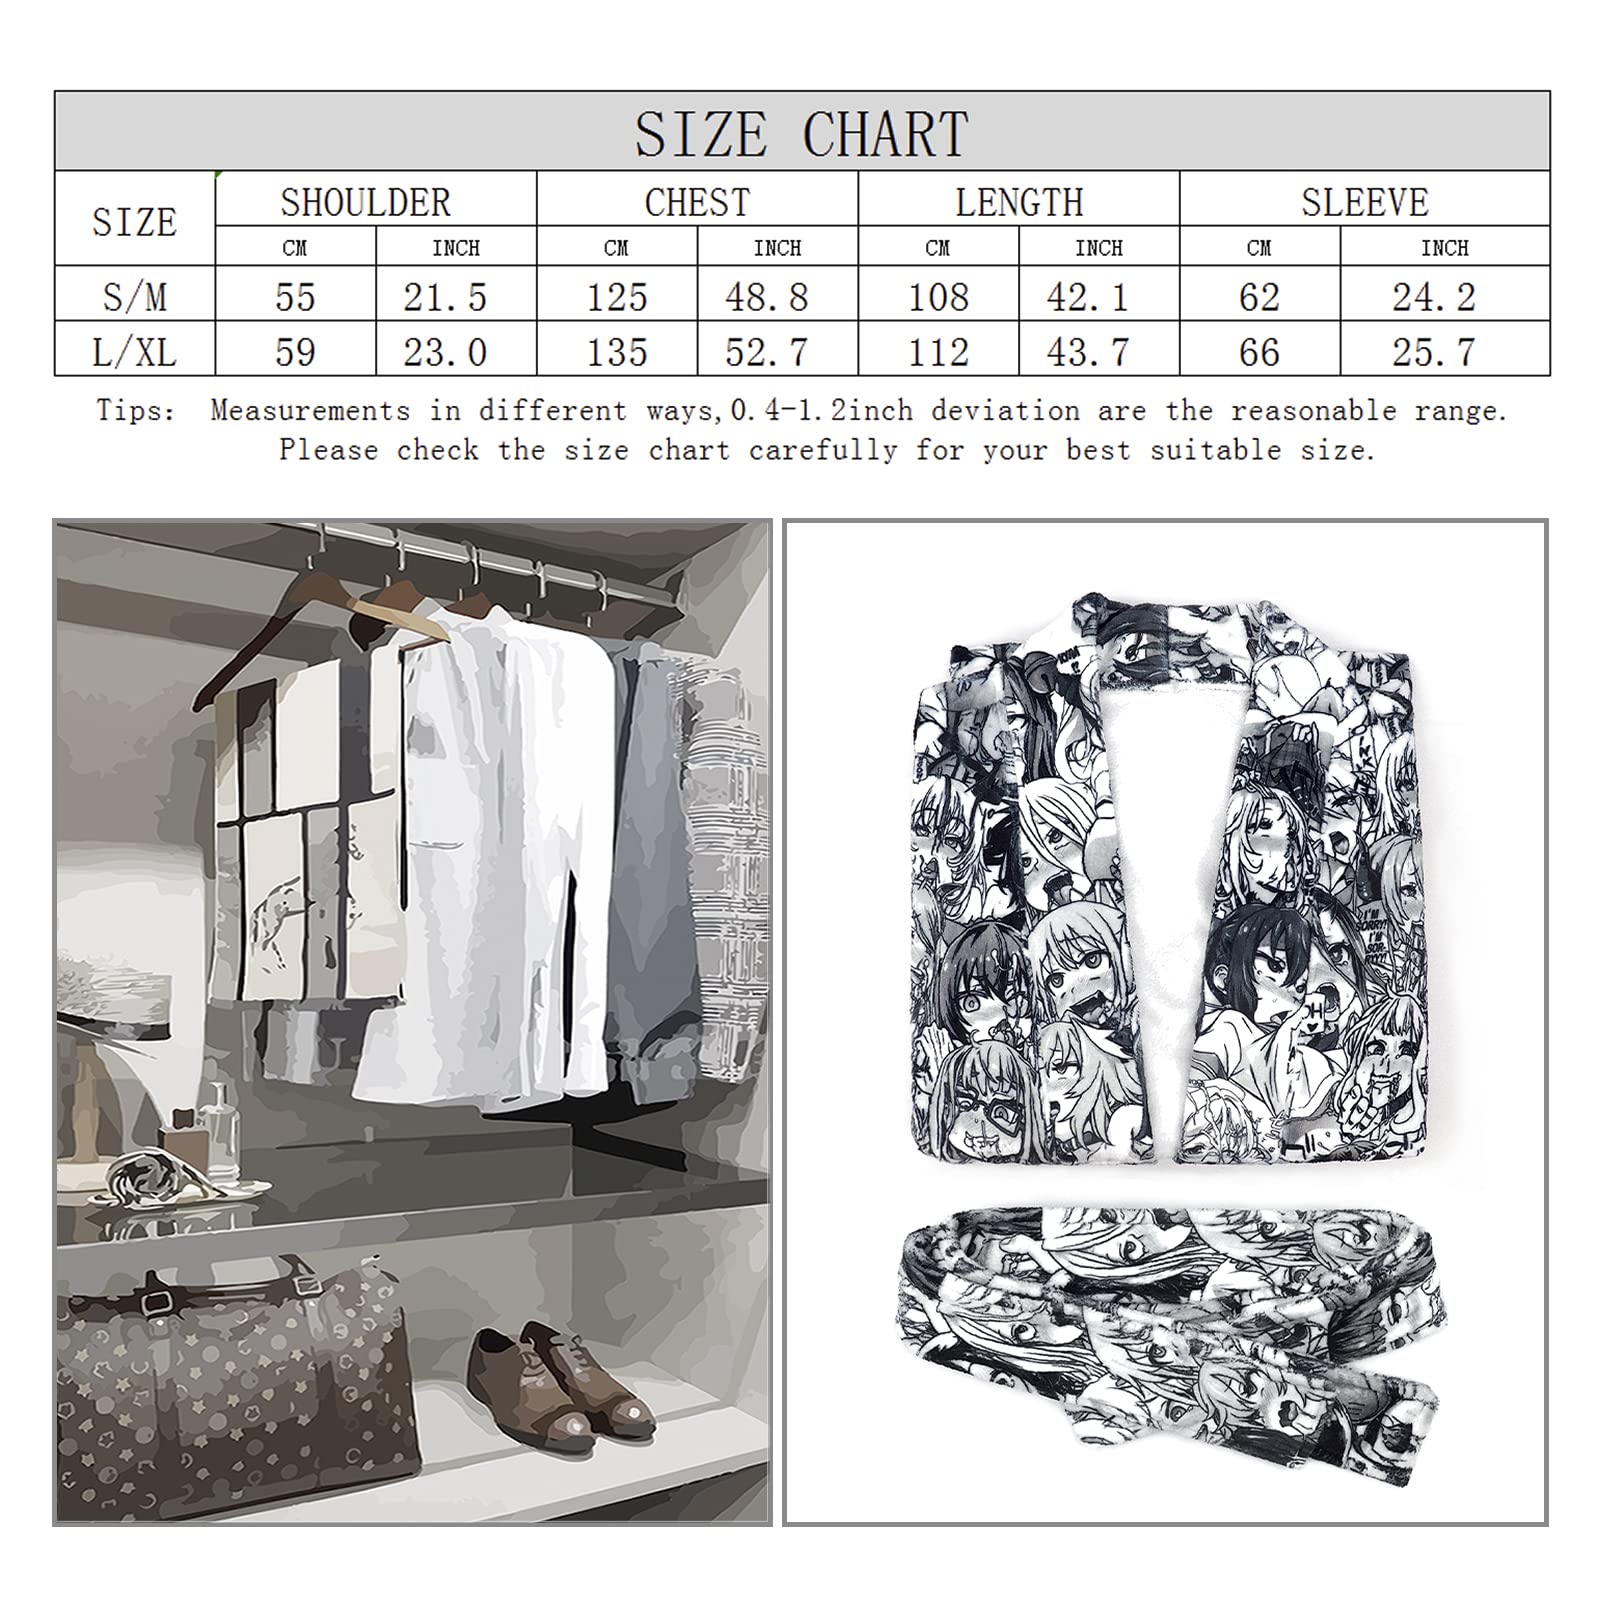 SIZE CHART
SIZE SHOULDER CHEST LENGTH SLEEVE
CM INCH CM INCH CM INCH CM INCH
S/M 55 21.5 125 48.8 108 42.1 62 24.2
L/XL 59 23.0 135 52.7 112 43.7 66 25.7
Tips: Measurements in different ways,0.4-1.2inch deviation are the reasonable range.
Please check the size chart carefully for your best suitable size.
I'M
SORRY!
I'M
SOR-